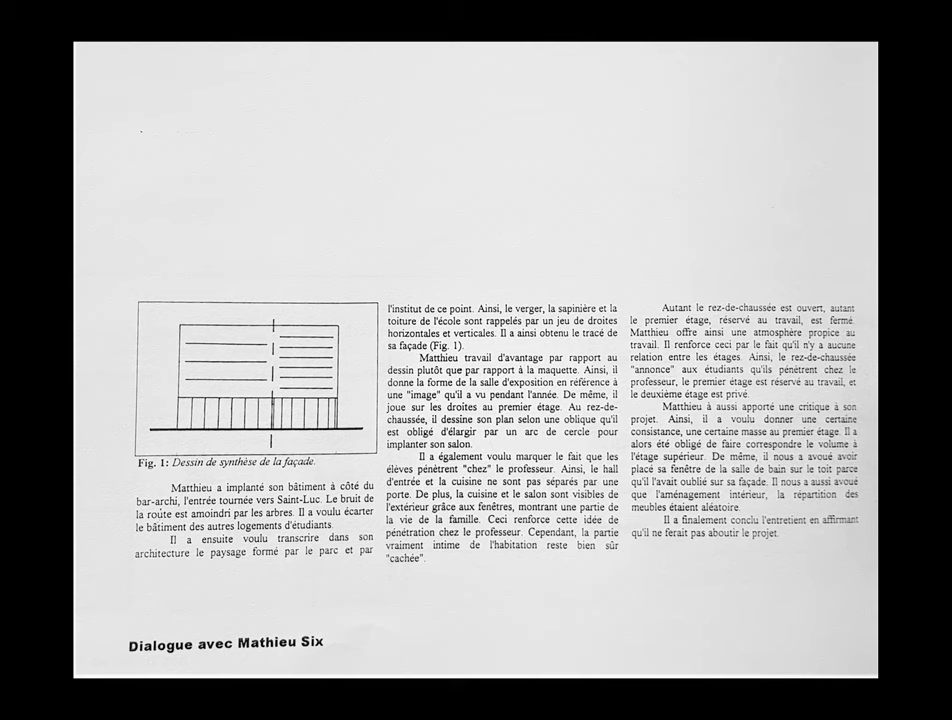 Fig. 1: Dessin de synthèse de la façade.
Matthieu a implanté son bâtiment à côté du
bar-archi, l'entrée tournée vers Saint-Luc. Le bruit de
la route est amoindri par les arbres. Il a voulu écarter
le bâtiment des autres logements d'étudiants.
Il a ensuite voulu transcrire dans son
architecture le paysage formé par le parc et par
l'institut de ce point. Ainsi, le verger, la sapinière et la
toiture de l'école sont rappelés par un jeu de droites
horizontales et verticales. Il a ainsi obtenu le tracé de
sa façade (Fig. 1).
Matthieu travail d'avantage par rapport au
dessin plutôt que par rapport à la maquette. Ainsi, il
donne la forme de la salle d'exposition en référence à
une "image" qu'il a vu pendant l'année. De même, il
joue sur les droites au premier étage. Au rez-de-
chaussée, il dessine son plan selon une oblique qu'il
est obligé d'élargir par un arc de cercle pour
implanter son salon.
Il a également voulu marquer le fait que les
élèves pénètrent "chez" le professeur. Ainsi, le hall
d'entrée et la cuisine ne sont pas séparés par une
porte. De plus, la cuisine et le salon sont visibles de
l'extérieur grâce aux fenêtres, montrant une partie de
la vie de la famille. Ceci renforce cette idée de
pénétration chez le professeur. Cependant, la partie
vraiment intime de l'habitation reste bien sûr
"cachée".
Autant le rez-de-chaussée est ouvert, autant
le premier étage, réservé au travail, est fermé.
Matthieu offre ainsi une atmosphère propice au
travail. Il renforce ceci par le fait qu'il n'y a aucune
relation entre les étages. Ainsi, le rez-de-chaussée
"annonce" aux étudiants qu'ils pénètrent chez le
professeur, le premier étage est réservé au travail, et
le deuxième étage est privé.
Matthieu à aussi apporté une critique à son
projet. Ainsi, il a voulu donner une certaine
consistance, une certaine masse au premier étage. Il a
alors été obligé de faire correspondre le volume à
l'étage supérieur. De même, il nous a avoué avoir
placé sa fenêtre de la salle de bain sur le toit parce
qu'il l'avait oublié sur sa façade. Il nous a aussi avoué
que l'aménagement intérieur, la répartition des
meubles étaient aléatoire.
Il a finalement conclu l'entretien en affirmant
qu'il ne ferait pas aboutir le projet.
Dialogue avec Mathieu Six